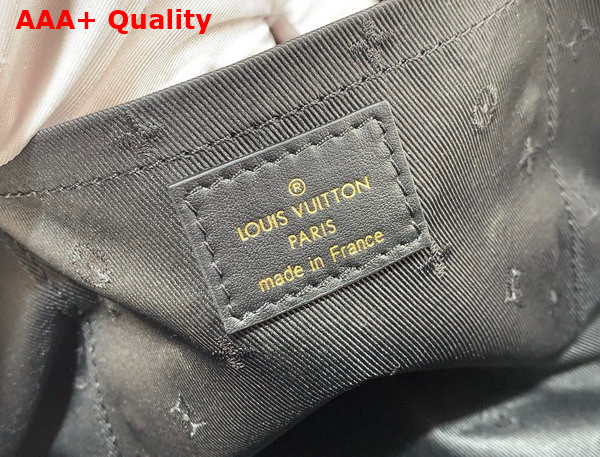 AAA+ Quality
®
LOUIS VUITTON
PARIS
made in France